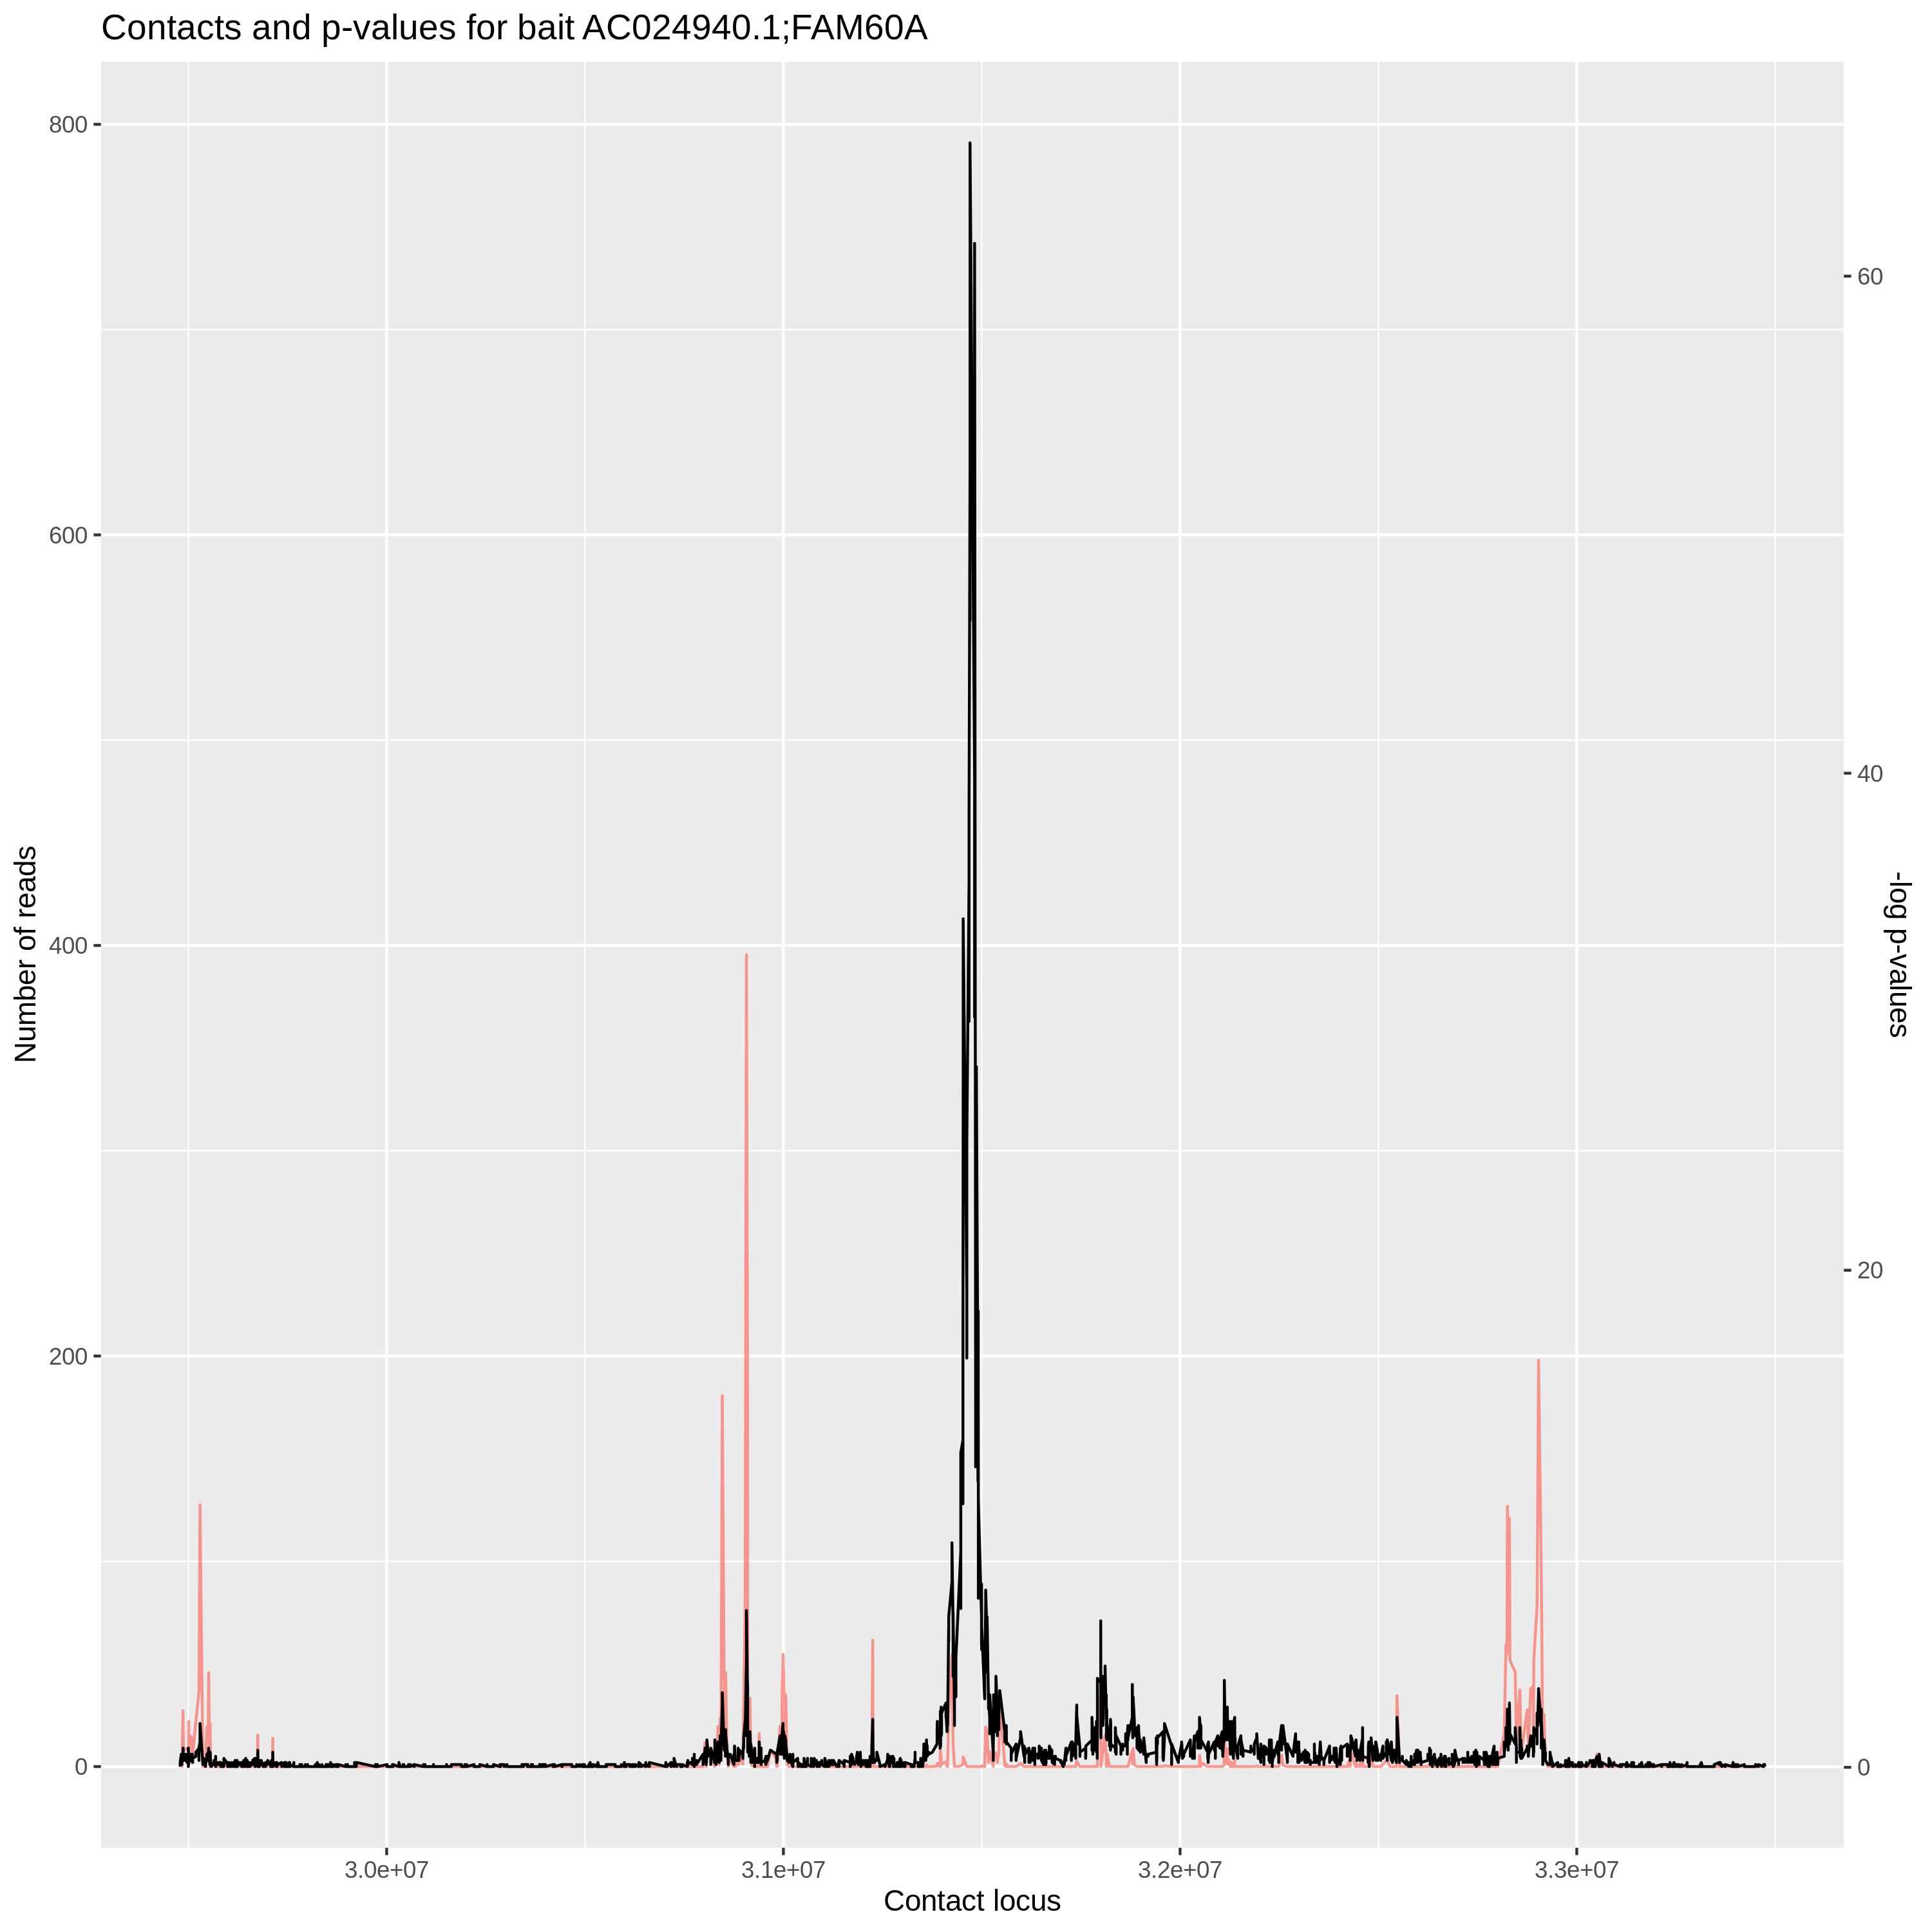 Contacts and p-values for bait AC024940.1;FAM60A
800
600
400
200
0
Number of reads
60
40
20
0
-log p-values
3.0e+07
3.1e+07
3.2e+07
3.3e+07
Contact locus